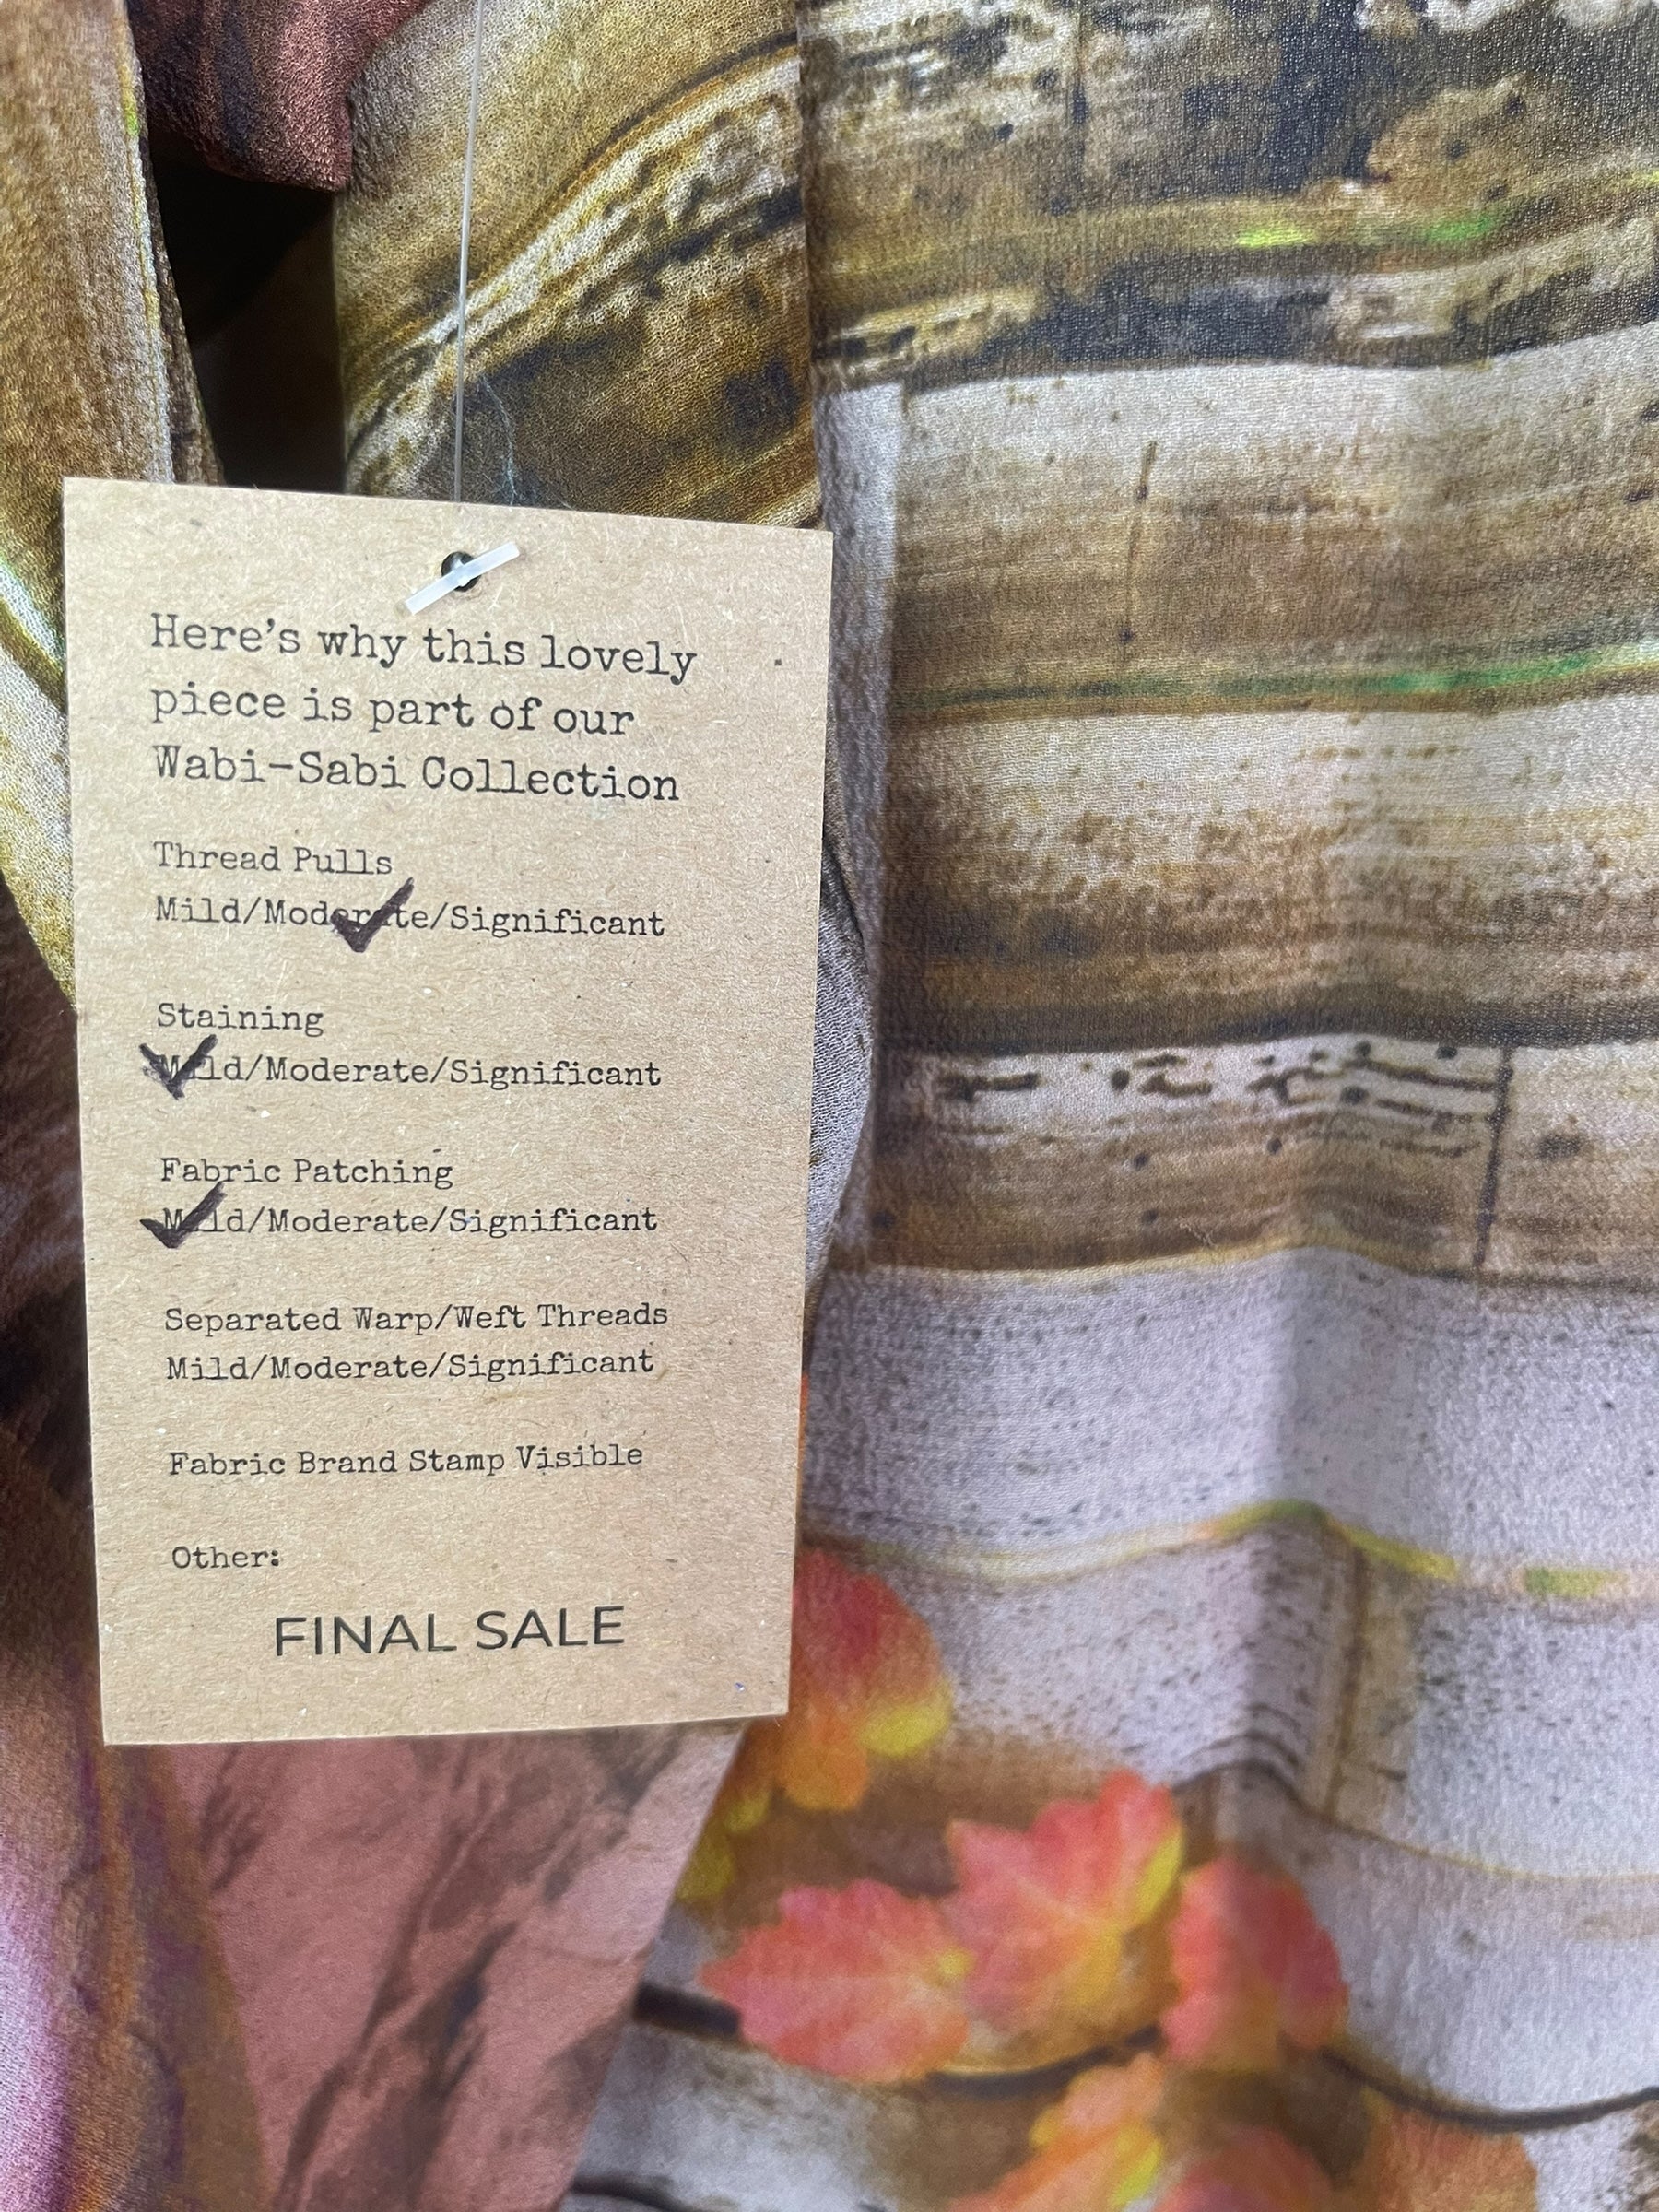 Here's why this lovely
piece is part of our
Wabi-Sabi Collection
Thread Pulls
Mild/Moderate/Significant
Staining
Mild/Moderate/Significant
Fabric Patching
Mild/Moderate/Significant
Separated Warp/Weft Threads
Mild/Moderate/Significant
Fabric Brand Stamp Visible
Other:
FINAL SALE